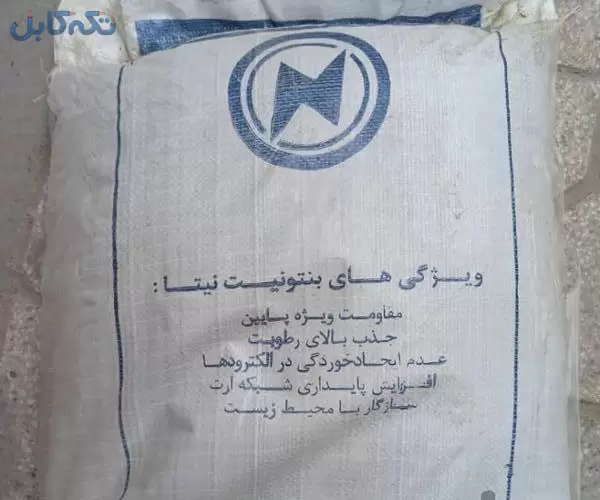 تکه کابل
ویژگی های بنتونیت نیتا :
مقاومت ویژه پایین
جذب بالای رطوبت
عدم ایجادخوردگی در الکترودها
افزایش پایداری شبکه ارت
سازگار با محیط زیست